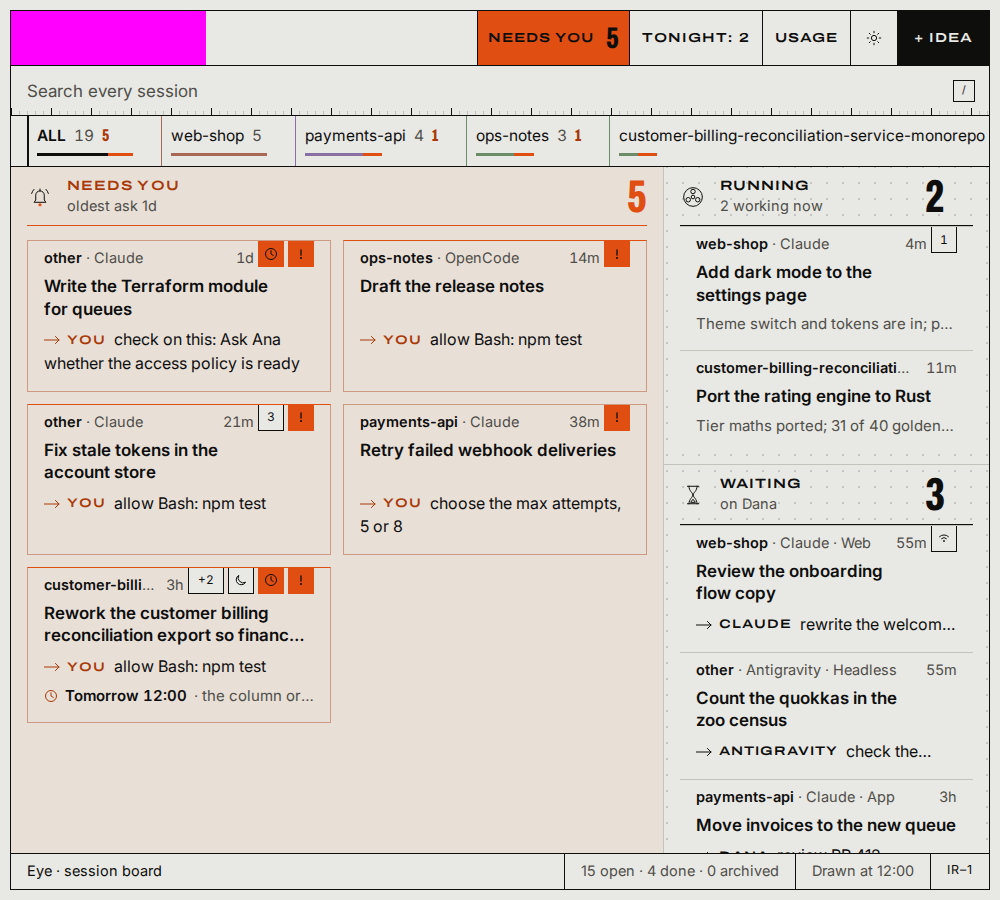 NEEDS YOU 5
TONIGHT: 2
USAGE
+ IDEA
Search every session
/
ALL 19 5
web-shop 5
payments-api 4 1
ops-notes 3 1
customer-billing-reconciliation-service-monorepo
NEEDS YOU
oldest ask 1d
5
other · Claude 1d !
Write the Terraform module
for queues
→ YOU check on this: Ask Ana
whether the access policy is ready
ops-notes · OpenCode 14m !
Draft the release notes
→ YOU allow Bash: npm test
other · Claude 21m 3 !
Fix stale tokens in the
account store
→ YOU allow Bash: npm test
payments-api · Claude 38m !
Retry failed webhook deliveries
→ YOU choose the max attempts,
5 or 8
customer-billi... 3h +2 !
Rework the customer billing
reconciliation export so financ...
→ YOU allow Bash: npm test
Tomorrow 12:00 · the column or...
RUNNING
2 working now
2
web-shop · Claude 4m 1
Add dark mode to the
settings page
Theme switch and tokens are in; p...
customer-billing-reconciliati... 11m
Port the rating engine to Rust
Tier maths ported; 31 of 40 golden...
WAITING
on Dana
3
web-shop · Claude · Web 55m
Review the onboarding
flow copy
→ CLAUDE rewrite the welcom...
other · Antigravity · Headless 55m
Count the quokkas in the
zoo census
→ ANTIGRAVITY check the...
payments-api · Claude · App 3h
Move invoices to the new queue
Eye · session board
15 open · 4 done · 0 archived
Drawn at 12:00
IR–1